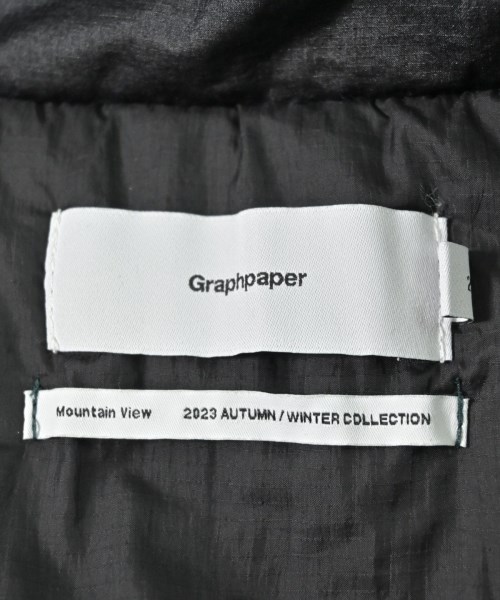 Graphpaper
Mountain View 2023 AUTUMN / WINTER COLLECTION